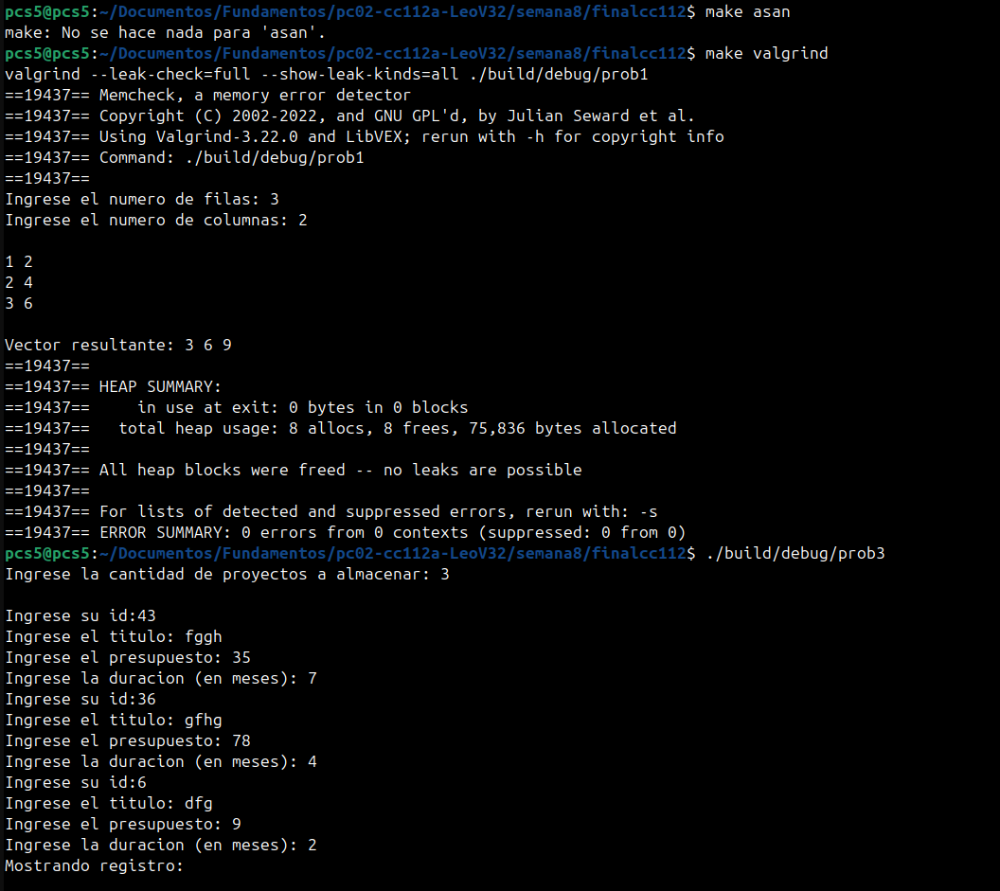 pcs5@pcs5:~/Documentos/Fundamentos/pc02-cc112a-LeoV32/semana8/finalcc112$ make asan
make: No se hace nada para 'asan'.
pcs5@pcs5:~/Documentos/Fundamentos/pc02-cc112a-LeoV32/semana8/finalcc112$ make valgrind
valgrind --leak-check=full --show-leak-kinds=all ./build/debug/prob1
==19437== Memcheck, a memory error detector
==19437== Copyright (C) 2002-2022, and GNU GPL'd, by Julian Seward et al.
==19437== Using Valgrind-3.22.0 and LibVEX; rerun with -h for copyright info
==19437== Command: ./build/debug/prob1
==19437==
Ingrese el numero de filas: 3
Ingrese el numero de columnas: 2

1 2
2 4
3 6

Vector resultante: 3 6 9
==19437==
==19437== HEAP SUMMARY:
==19437==     in use at exit: 0 bytes in 0 blocks
==19437==   total heap usage: 8 allocs, 8 frees, 75,836 bytes allocated
==19437==
==19437== All heap blocks were freed -- no leaks are possible
==19437==
==19437== For lists of detected and suppressed errors, rerun with: -s
==19437== ERROR SUMMARY: 0 errors from 0 contexts (suppressed: 0 from 0)
pcs5@pcs5:~/Documentos/Fundamentos/pc02-cc112a-LeoV32/semana8/finalcc112$ ./build/debug/prob3
Ingrese la cantidad de proyectos a almacenar: 3

Ingrese su id:43
Ingrese el titulo: fggh
Ingrese el presupuesto: 35
Ingrese la duracion (en meses): 7
Ingrese su id:36
Ingrese el titulo: gfhg
Ingrese el presupuesto: 78
Ingrese la duracion (en meses): 4
Ingrese su id:6
Ingrese el titulo: dfg
Ingrese el presupuesto: 9
Ingrese la duracion (en meses): 2
Mostrando registro: